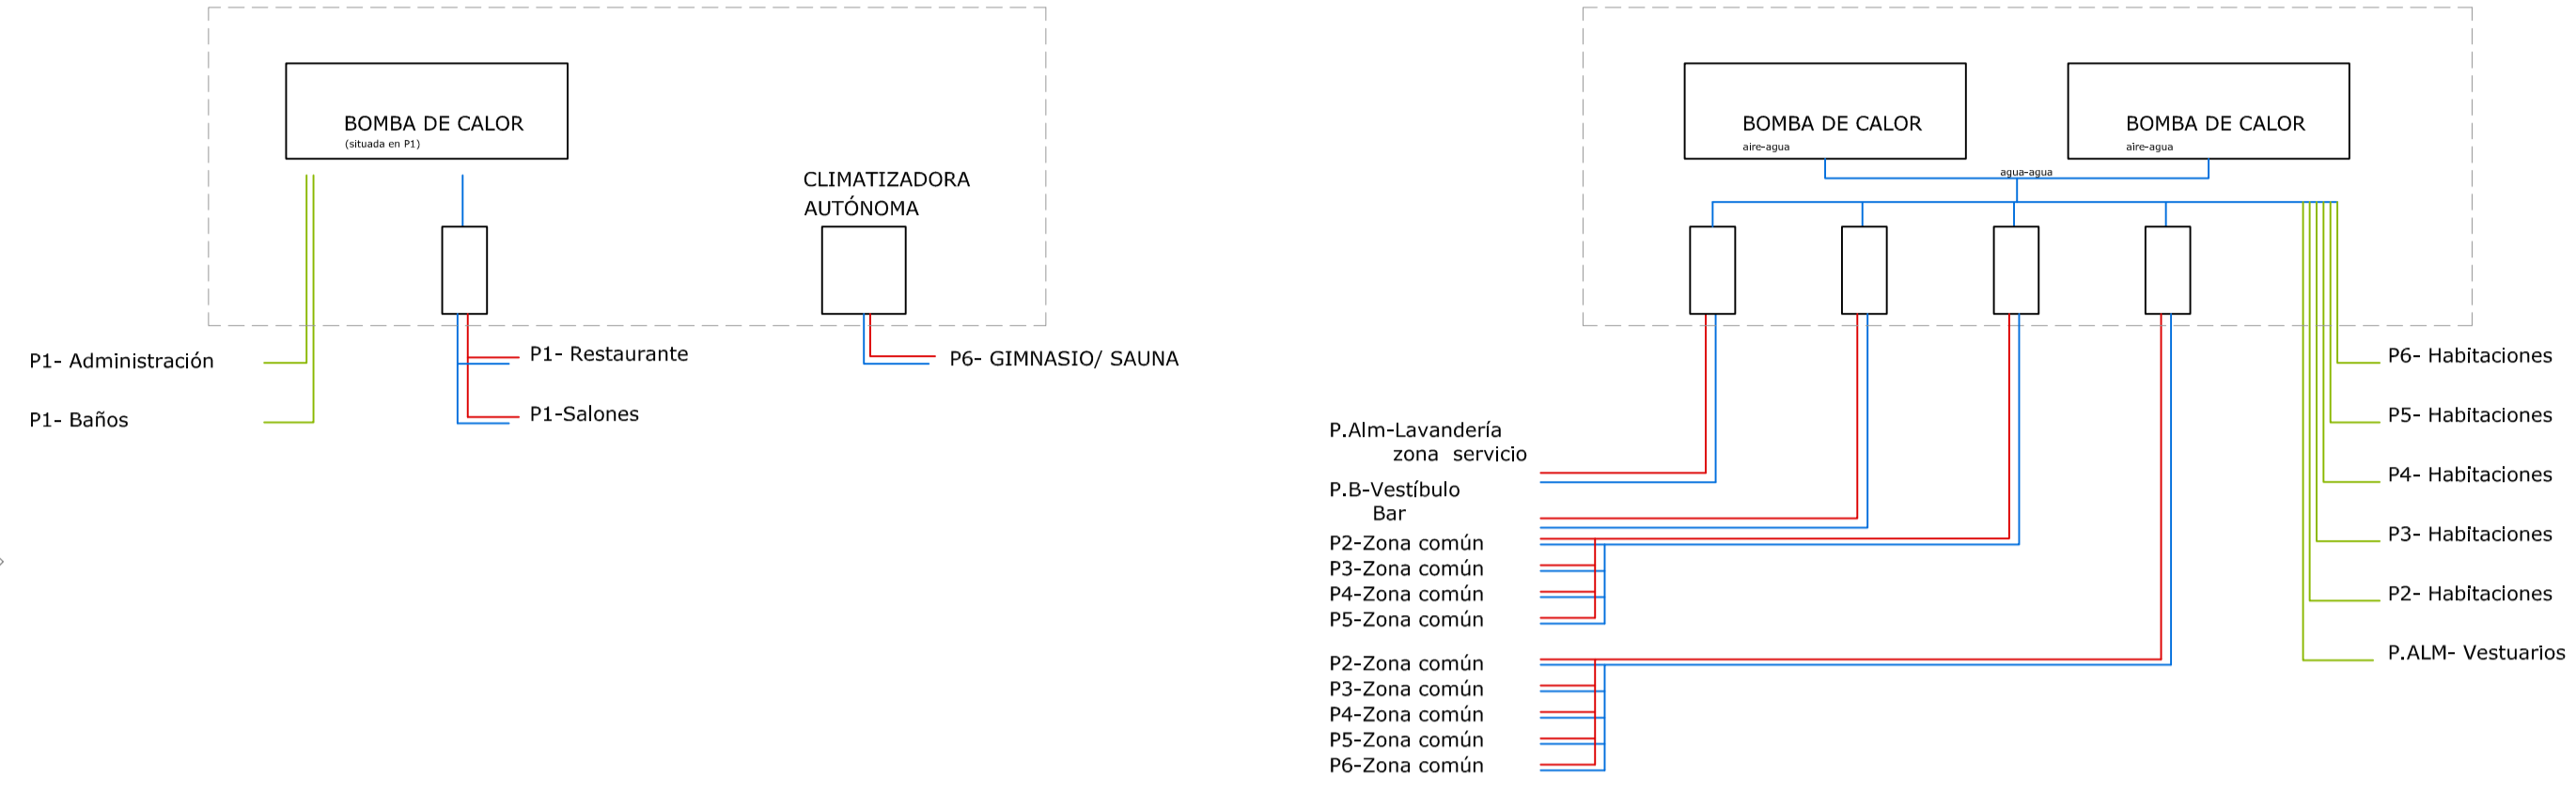 BOMBA DE CALOR
(situada en P1)
CLIMATIZADORA
AUTÓNOMA
P1- Administración
P1- Baños
P1- Restaurante
P1-Salones
P6- GIMNASIO/ SAUNA
BOMBA DE CALOR
aire-agua
BOMBA DE CALOR
aire-agua
agua-agua
P.Alm-Lavandería
zona servicio
P.B-Vestíbulo
Bar
P2-Zona común
P3-Zona común
P4-Zona común
P5-Zona común
P2-Zona común
P3-Zona común
P4-Zona común
P5-Zona común
P6-Zona común
P6- Habitaciones
P5- Habitaciones
P4- Habitaciones
P3- Habitaciones
P2- Habitaciones
P.ALM- Vestuarios